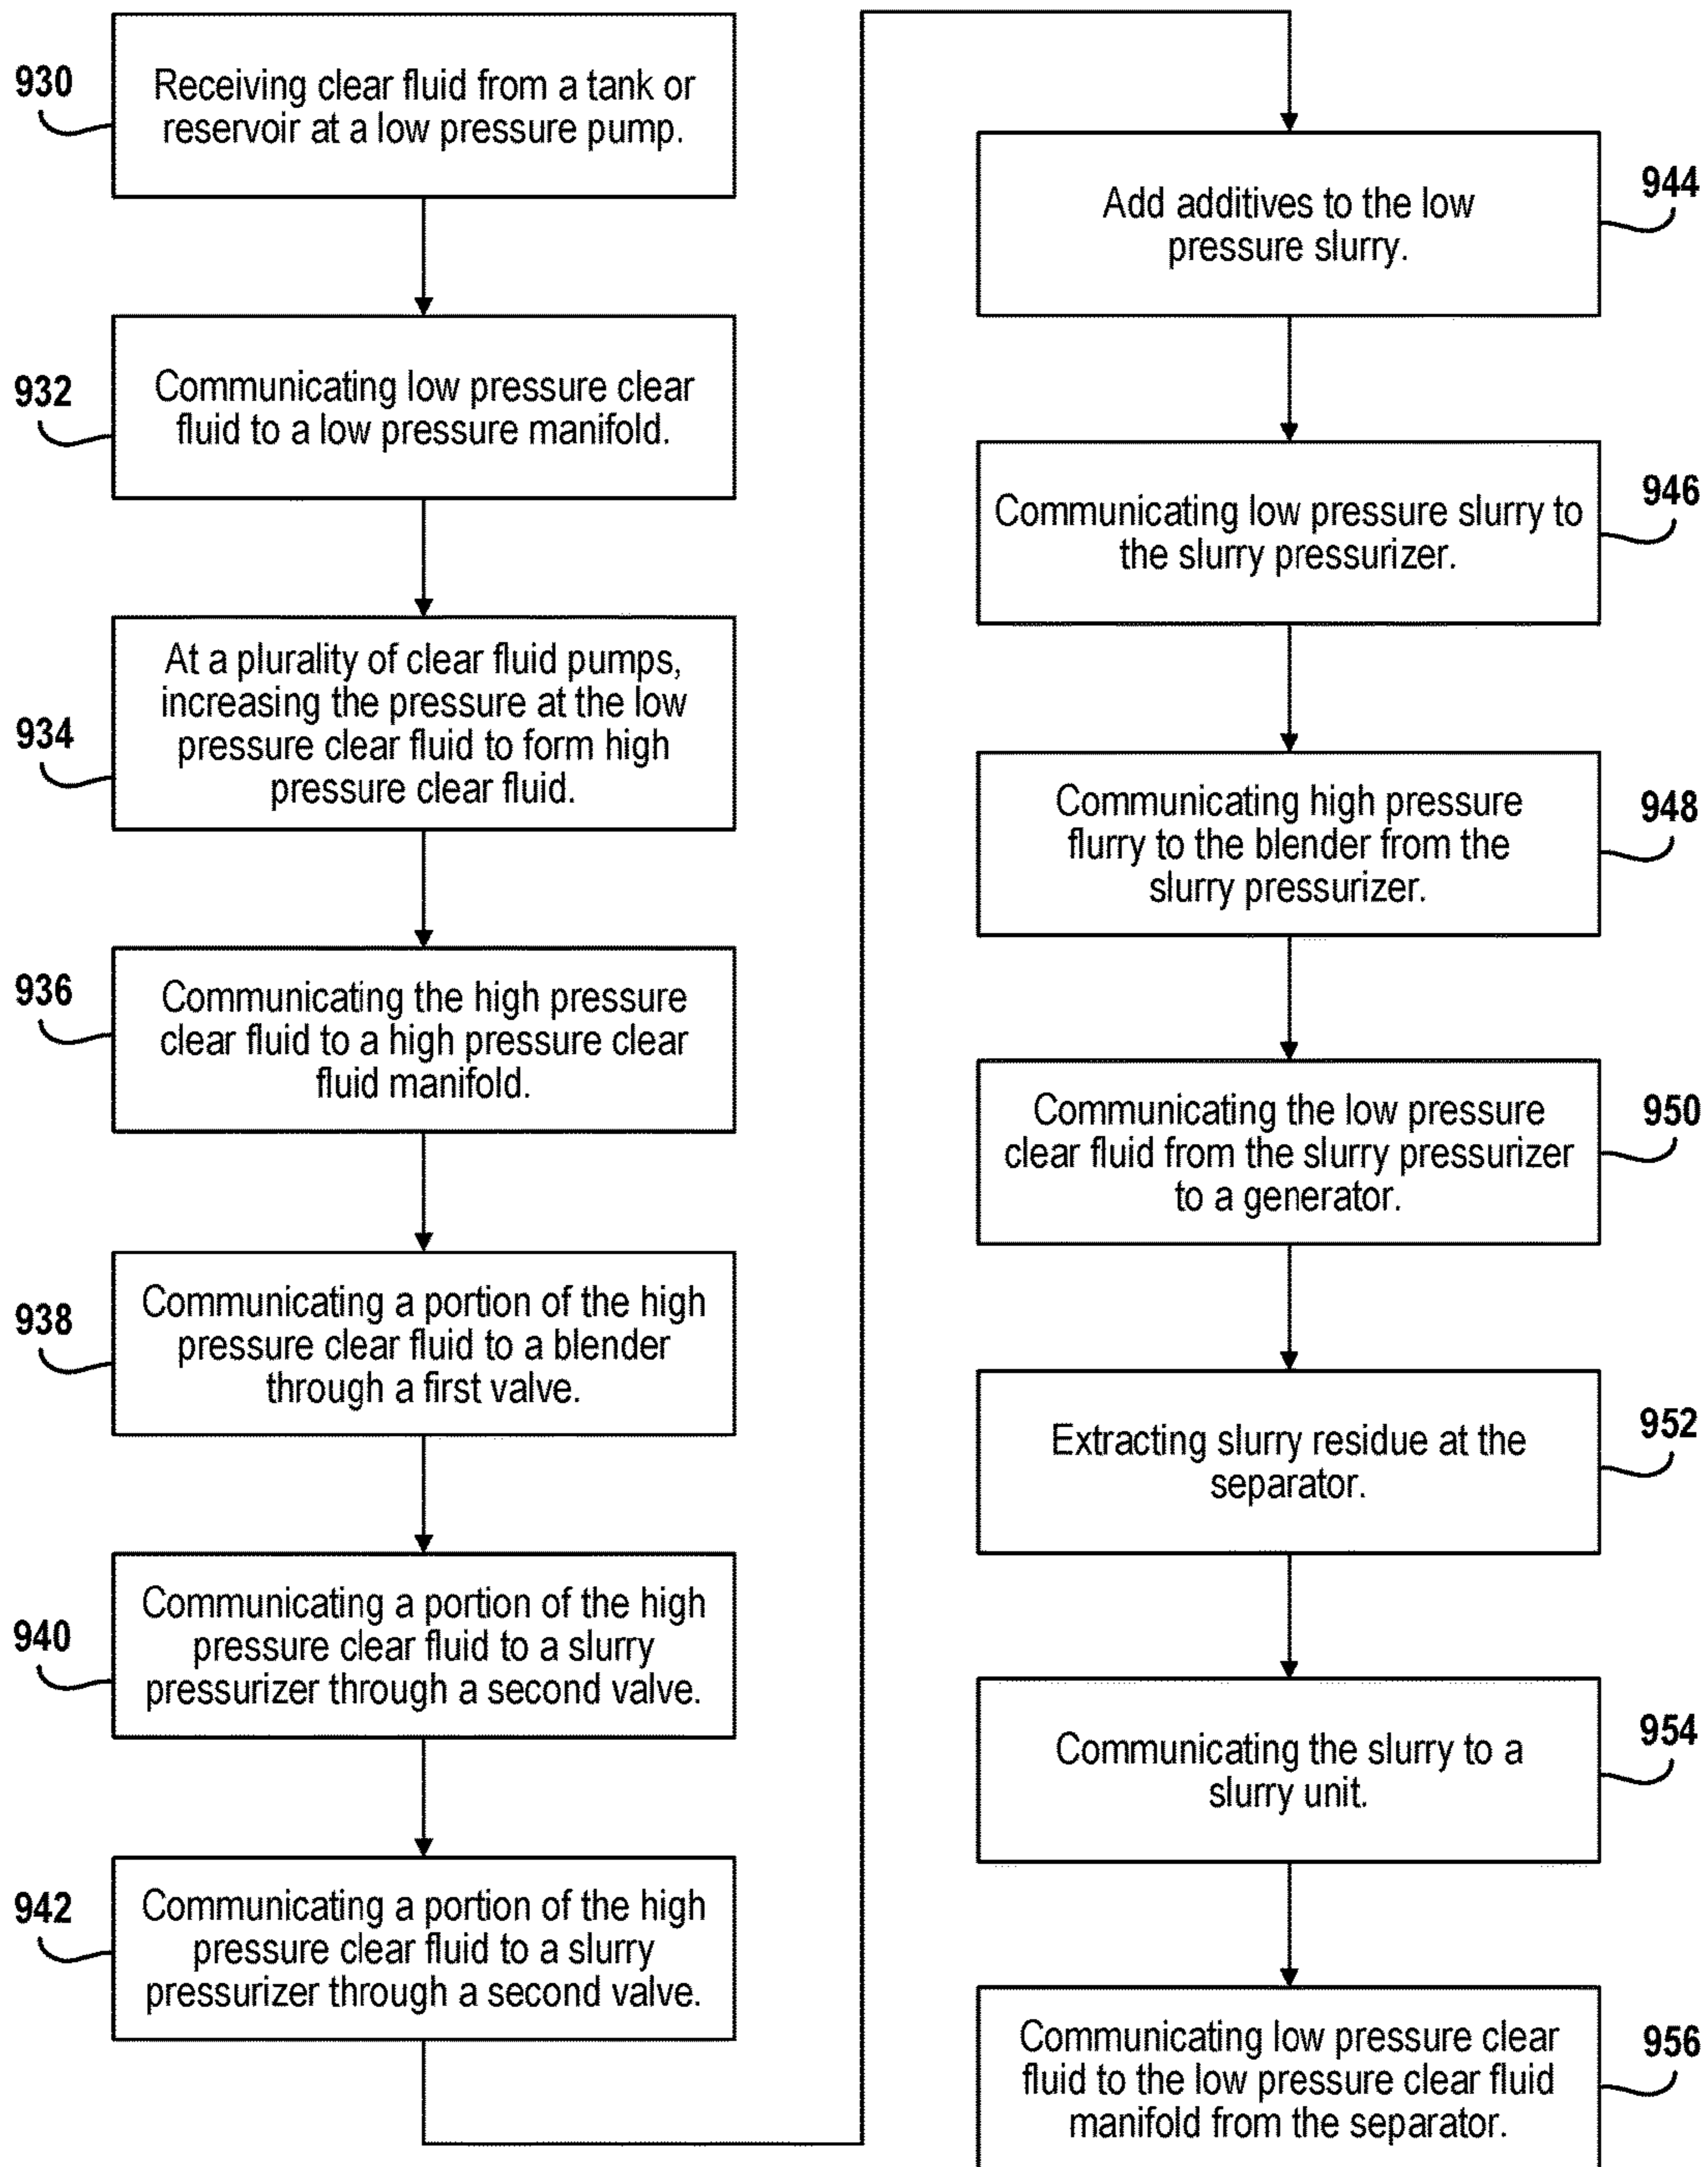 930
Receiving clear fluid from a tank or
reservoir at a low pressure pump.
932
Communicating low pressure clear
fluid to a low pressure manifold.
934
At a plurality of clear fluid pumps,
increasing the pressure at the low
pressure clear fluid to form high
pressure clear fluid.
936
Communicating the high pressure
clear fluid to a high pressure clear
fluid manifold.
938
Communicating a portion of the high
pressure clear fluid to a blender
through a first valve.
940
Communicating a portion of the high
pressure clear fluid to a slurry
pressurizer through a second valve.
942
Communicating a portion of the high
pressure clear fluid to a slurry
pressurizer through a second valve.
944
Add additives to the low
pressure slurry.
946
Communicating low pressure slurry to
the slurry pressurizer.
948
Communicating high pressure
flurry to the blender from the
slurry pressurizer.
950
Communicating the low pressure
clear fluid from the slurry pressurizer
to a generator.
952
Extracting slurry residue at the
separator.
954
Communicating the slurry to a
slurry unit.
956
Communicating low pressure clear
fluid to the low pressure clear fluid
manifold from the separator.